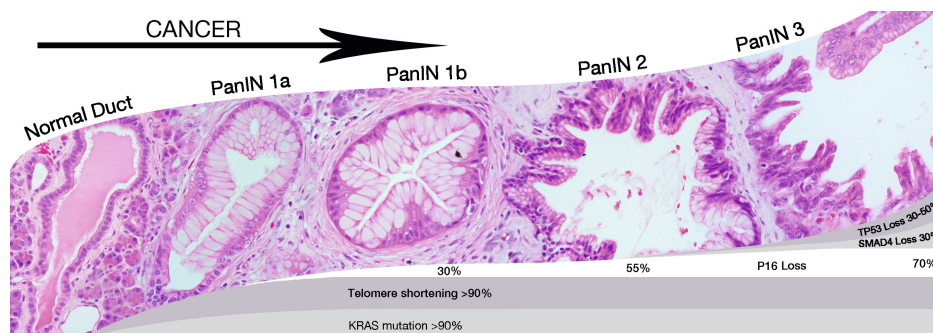 CANCER
Normal Duct
PanIN 1a
PanIN 1b
PanIN 2
PanIN 3
TP53 Loss 30-50%
SMAD4 Loss 30%
30%
55%
P16 Loss
70%
Telomere shortening >90%
KRAS mutation >90%